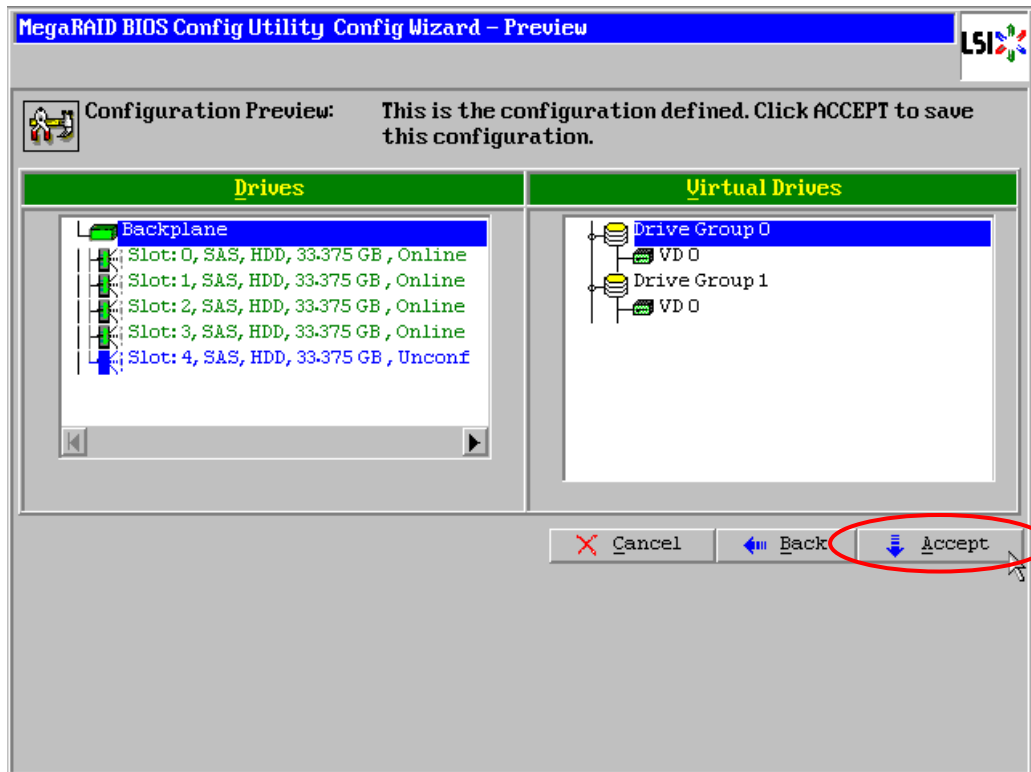 MegaRAID BIOS Config Utility Config Wizard – Preview
LSI
Configuration Preview:
This is the configuration defined. Click ACCEPT to save
this configuration.
Drives
Backplane
Slot: 0, SAS, HDD, 33.375 GB , Online
Slot: 1, SAS, HDD, 33.375 GB , Online
Slot: 2, SAS, HDD, 33.375 GB , Online
Slot: 3, SAS, HDD, 33.375 GB , Online
Slot: 4, SAS, HDD, 33.375 GB , Unconf
Virtual Drives
Drive Group 0
VD 0
Drive Group 1
VD 0
Cancel
Back
Accept